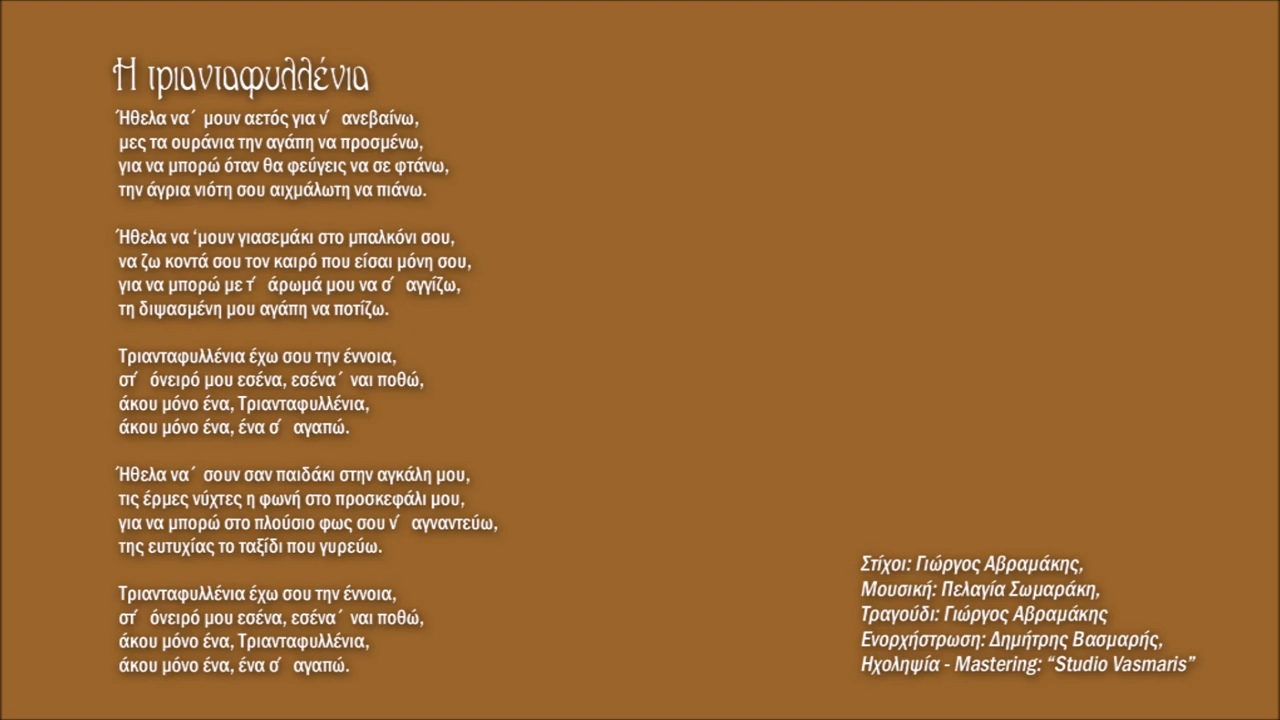 Η τριανταφυλλένια
Ήθελα να΄ μουν αετός για ν΄ ανεβαίνω,
μες τα ουράνια την αγάπη να προσμένω,
για να μπορώ όταν θα φεύγεις να σε φτάνω,
την άγρια νιότη σου αιχμάλωτη να πιάνω.
Ήθελα να ‘μουν γιασεμάκι στο μπαλκόνι σου,
να ζω κοντά σου τον καιρό που είσαι μόνη σου,
για να μπορώ με τ΄ άρωμά μου να σ΄ αγγίζω,
τη διψασμένη μου αγάπη να ποτίζω.
Τριανταφυλλένια έχω σου την έννοια,
στ΄ όνειρό μου εσένα, εσένα΄ ναι ποθώ,
άκου μόνο ένα, Τριανταφυλλένια,
άκου μόνο ένα, ένα σ΄ αγαπώ.
Ήθελα να΄ σουν σαν παιδάκι στην αγκάλη μου,
τις έρμες νύχτες η φωνή στο προσκεφάλι μου,
για να μπορώ στο πλούσιο φως σου ν΄ αγναντεύω,
της ευτυχίας το ταξίδι που γυρεύω.
Τριανταφυλλένια έχω σου την έννοια,
στ΄ όνειρό μου εσένα, εσένα΄ ναι ποθώ,
άκου μόνο ένα, Τριανταφυλλένια,
άκου μόνο ένα, ένα σ΄ αγαπώ.
Στίχοι: Γιώργος Αβραμάκης,
Μουσική: Πελαγία Σωμαράκη,
Τραγούδι: Γιώργος Αβραμάκης
Ενορχήστρωση: Δημήτρης Βασμαρής,
Ηχοληψία - Mastering: “Studio Vasmaris”